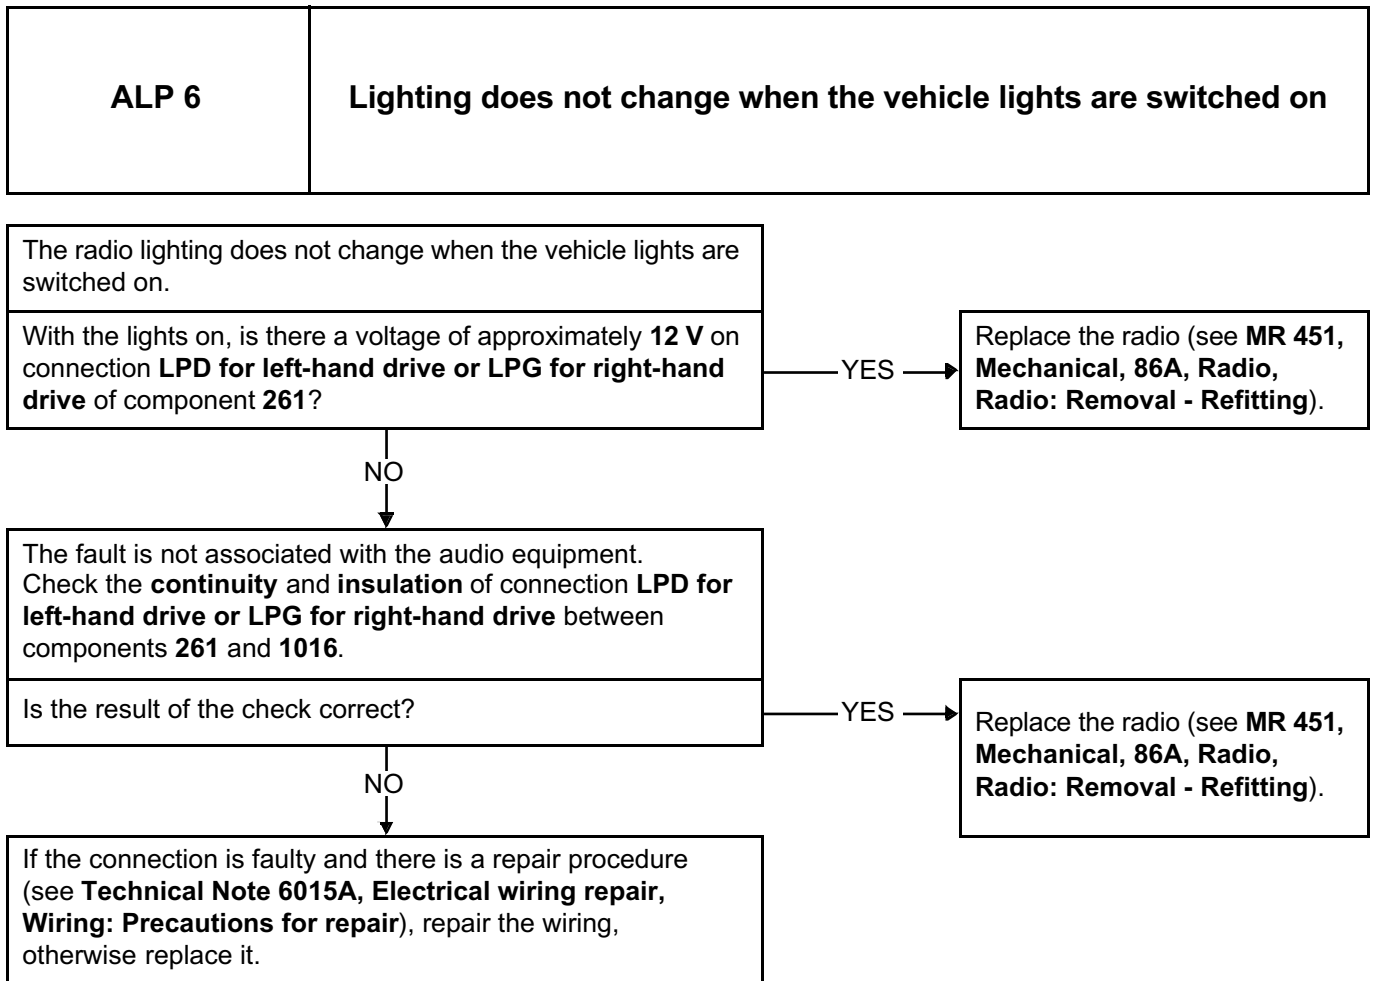 ALP 6
Lighting does not change when the vehicle lights are switched on
The radio lighting does not change when the vehicle lights are
switched on.
With the lights on, is there a voltage of approximately 12 V on
connection LPD for left-hand drive or LPG for right-hand
drive of component 261?
YES
Replace the radio (see MR 451,
Mechanical, 86A, Radio,
Radio: Removal - Refitting).
NO
The fault is not associated with the audio equipment.
Check the continuity and insulation of connection LPD for
left-hand drive or LPG for right-hand drive between
components 261 and 1016.
Is the result of the check correct?
YES
Replace the radio (see MR 451,
Mechanical, 86A, Radio,
Radio: Removal - Refitting).
NO
If the connection is faulty and there is a repair procedure
(see Technical Note 6015A, Electrical wiring repair,
Wiring: Precautions for repair), repair the wiring,
otherwise replace it.